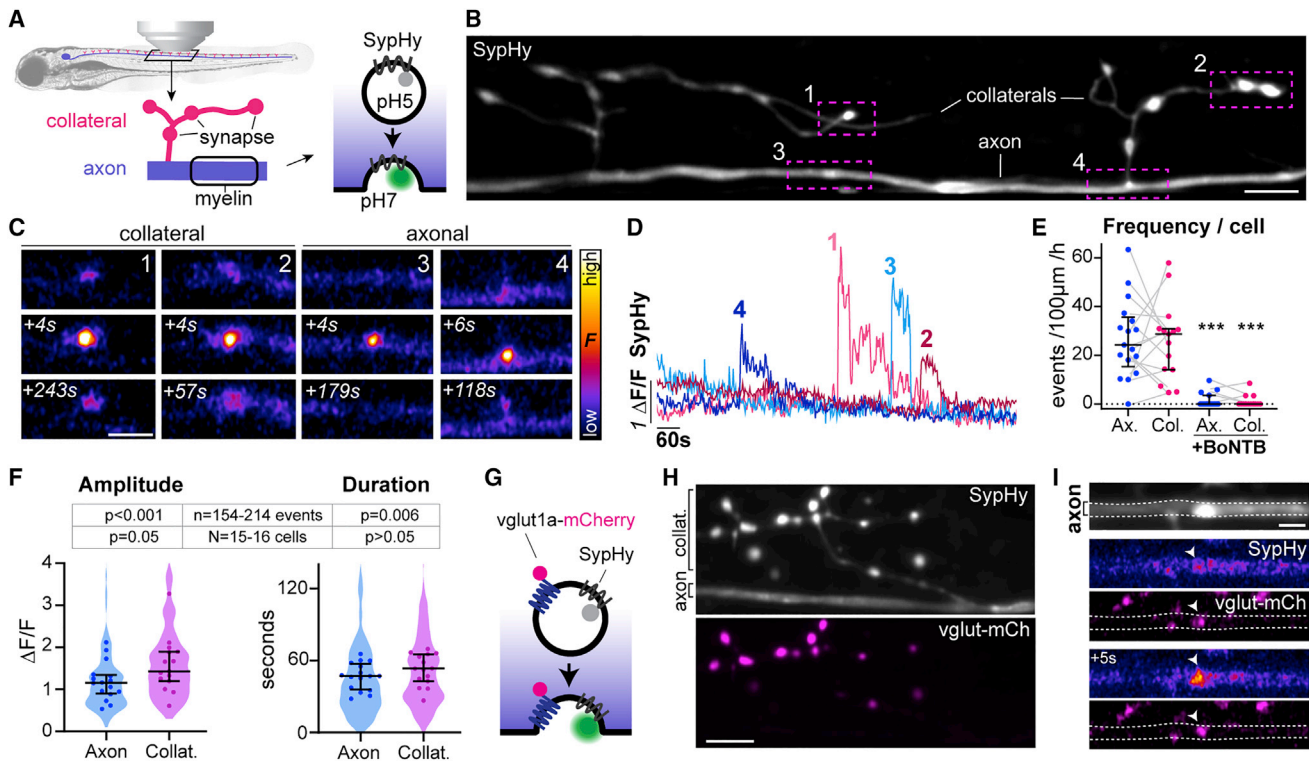 A
SypHy
pH5
pH7
collateral
synapse
axon
myelin
B
SypHy
1
2
collaterals
3
axon
4
C
collateral
axonal
1
2
3
4
+4s
+4s
+4s
+6s
+243s
+57s
+179s
+118s
high
F
low
D
1 ΔF/F SypHy
60s
4
1
3
2
E
Frequency / cell
events /100μm /h
60
40
20
0
*** ***
Ax. Col. Ax. Col.
+BoNTB
F
Amplitude
Duration
p<0.001 n=154-214 events p=0.006
p=0.05 N=15-16 cells p>0.05
ΔF/F
4
3
2
1
0
Axon Collat.
seconds
120
60
0
Axon Collat.
G
vglut1a-mCherry
SypHy
H
SypHy
collat.
axon
vglut-mCh
I
axon
SypHy
vglut-mCh
+5s